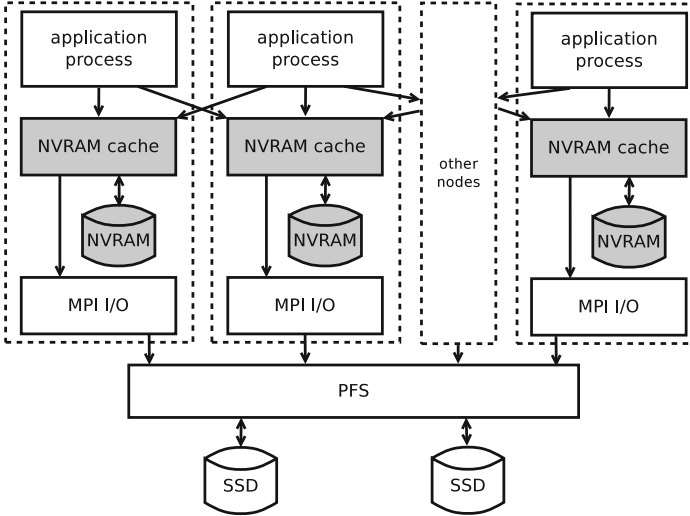 application
process
application
process
application
process
NVRAM cache
NVRAM cache
NVRAM cache
other
nodes
NVRAM
NVRAM
NVRAM
MPI I/O
MPI I/O
MPI I/O
PFS
SSD
SSD